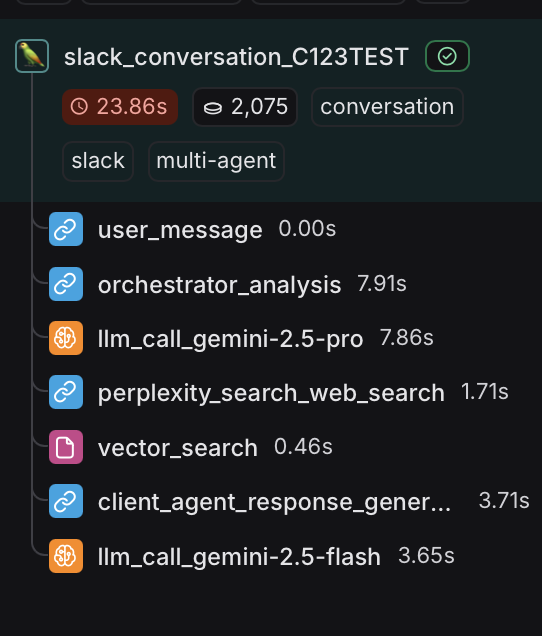 slack_conversation_C123TEST
23.86s 2,075 conversation
slack multi-agent
user_message 0.00s
orchestrator_analysis 7.91s
llm_call_gemini-2.5-pro 7.86s
perplexity_search_web_search 1.71s
vector_search 0.46s
client_agent_response_gener... 3.71s
llm_call_gemini-2.5-flash 3.65s